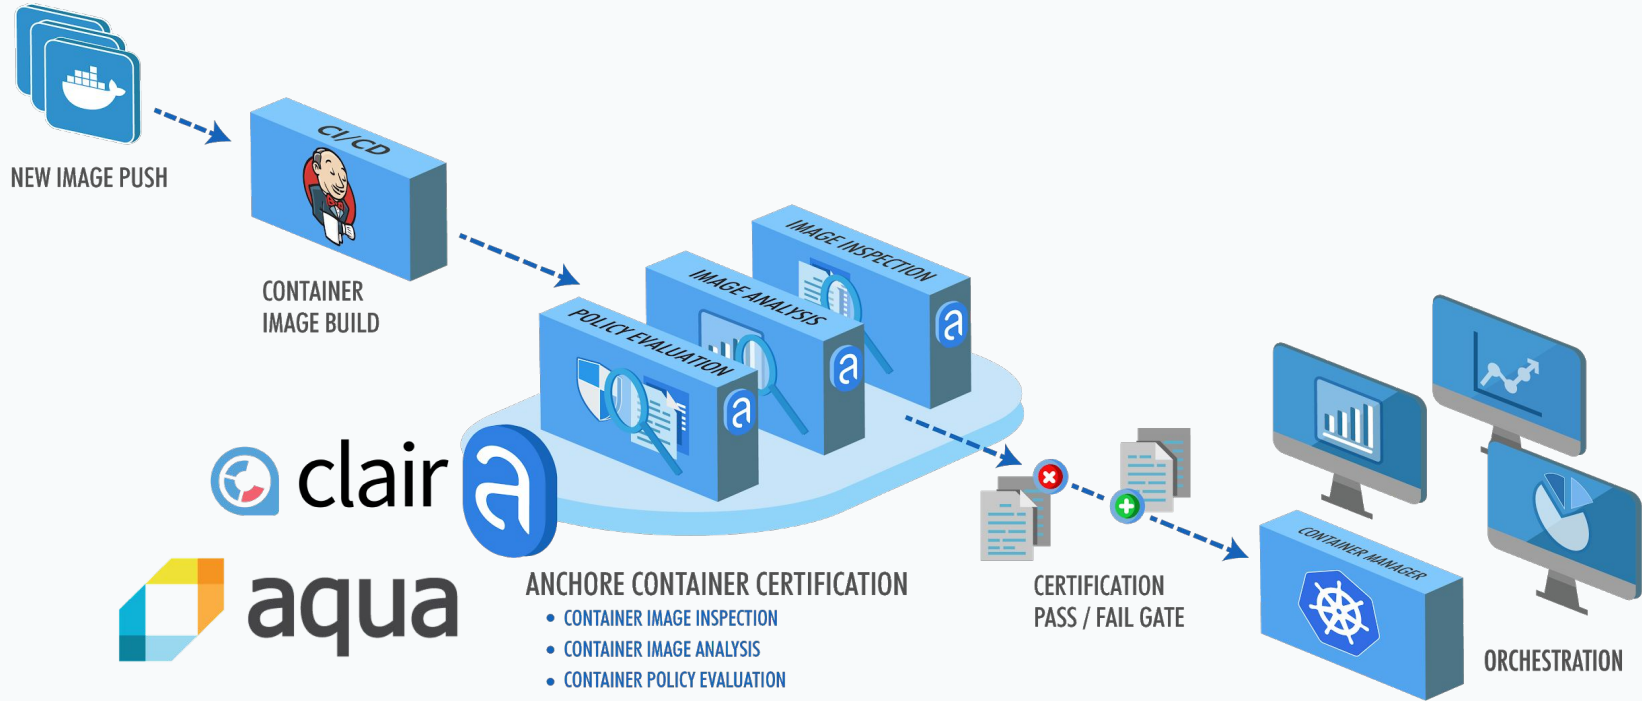 NEW IMAGE PUSH
CI/CD
CONTAINER
IMAGE BUILD
POLICY EVALUATION
IMAGE ANALYSIS
IMAGE INSPECTION
a
a
a
clair
a
aqua
ANCHORE CONTAINER CERTIFICATION
• CONTAINER IMAGE INSPECTION
• CONTAINER IMAGE ANALYSIS
• CONTAINER POLICY EVALUATION
CERTIFICATION
PASS / FAIL GATE
CONTAINER MANAGER
ORCHESTRATION